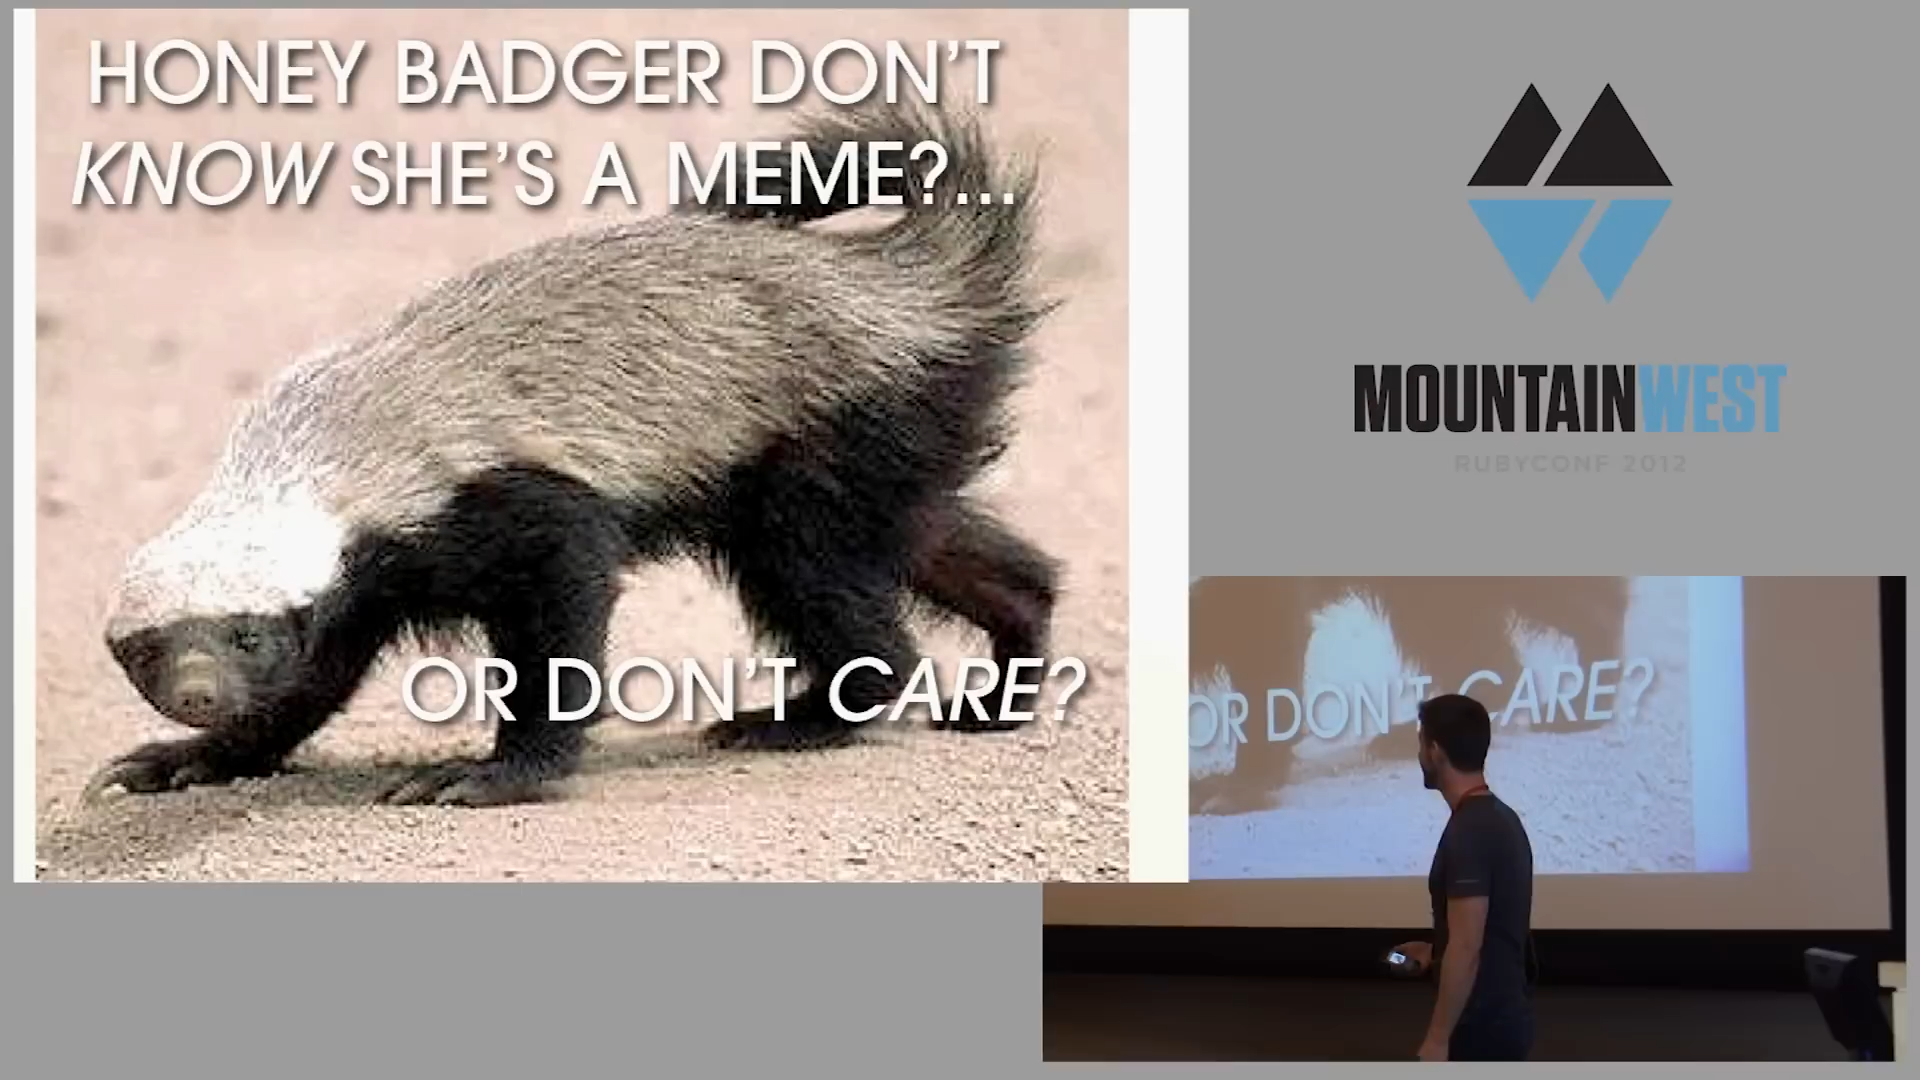 HONEY BADGER DON'T
KNOW SHE'S A MEME?...
OR DON'T CARE?
MOUNTAINWEST
RUBYCONF 2012
OR DON'T CARE?